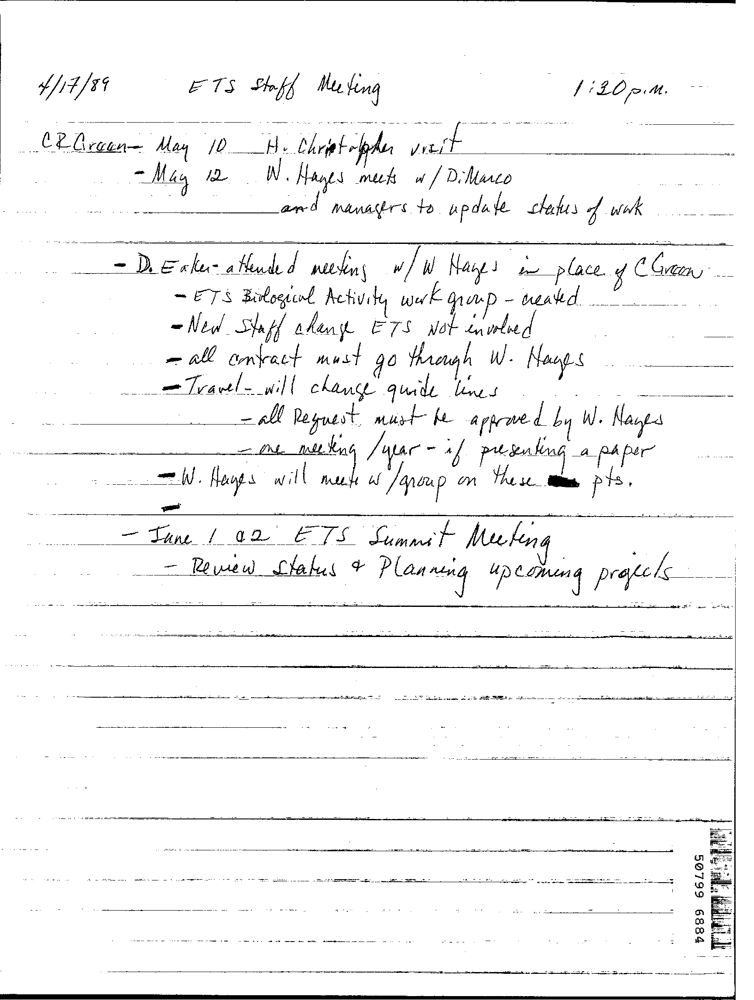 4/17/89 ETS Staff Meeting 1:30 p.m.
CR Green - May 10 H. Christopher visit
- May 12 W. Hayes meets w/ DiMarco
and managers to update status of work
- D. Eaker - attended meeting w/ W Hayes in place of C Green
- ETS Biological Activity work group - created
- New Staff change ETS Not involved
- all contract must go through W. Hayes
- Travel - will change guide lines
- all Request must be approved by W. Hayes
- one meeting /year - if presenting a paper
- W. Hayes will meet w/group on these pts.
-
- June 1 & 2 ETS Summit Meeting
- Review Status & Planning upcoming projects
50799 6884